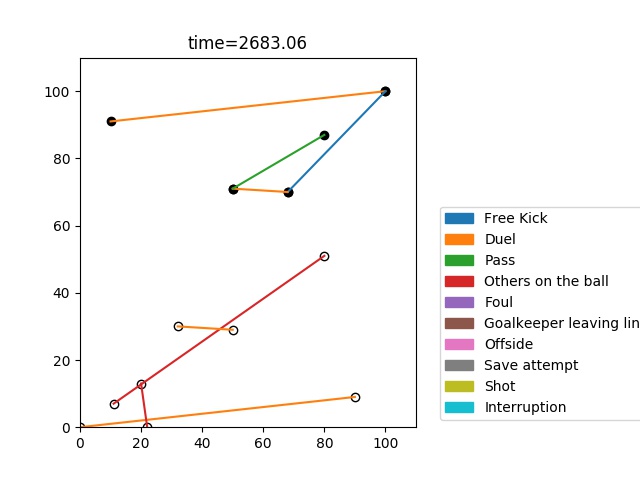 time=2683.06
100
80
60
40
20
0
0 20 40 60 80 100
Free Kick
Duel
Pass
Others on the ball
Foul
Goalkeeper leaving lin
Offside
Save attempt
Shot
Interruption